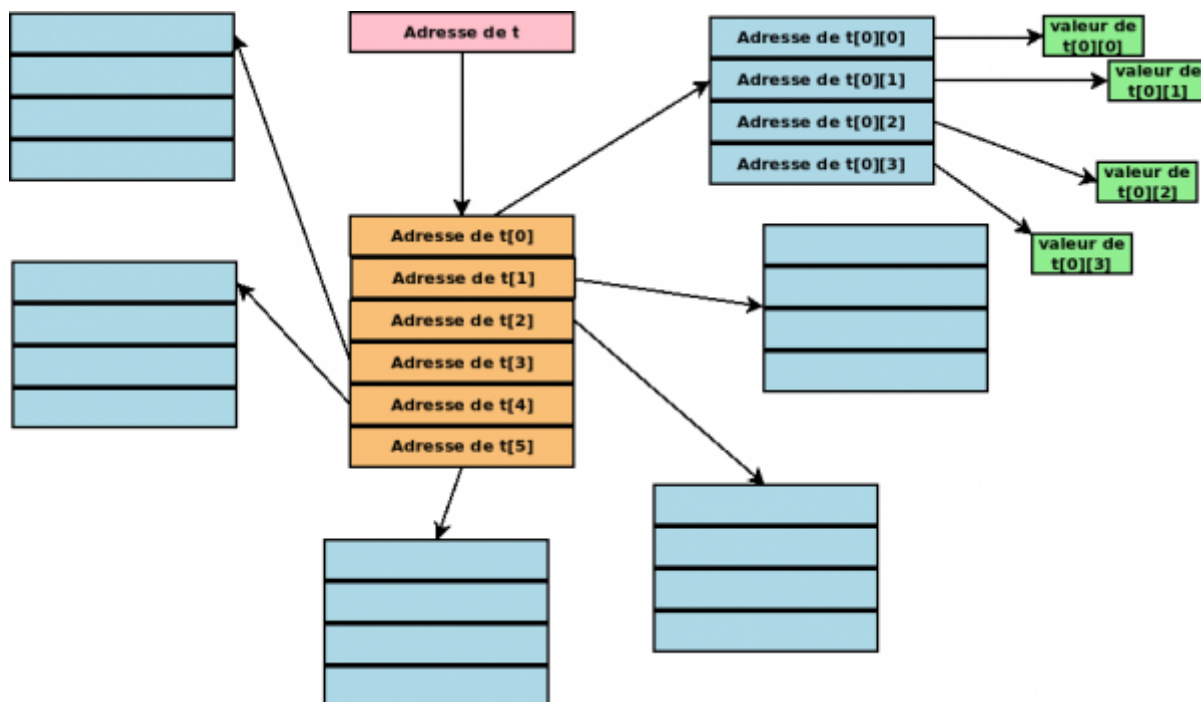 Adresse de t
Adresse de t[0][0]
Adresse de t[0][1]
Adresse de t[0][2]
Adresse de t[0][3]
valeur de
t[0][0]
valeur de
t[0][1]
valeur de
t[0][2]
valeur de
t[0][3]
Adresse de t[0]
Adresse de t[1]
Adresse de t[2]
Adresse de t[3]
Adresse de t[4]
Adresse de t[5]